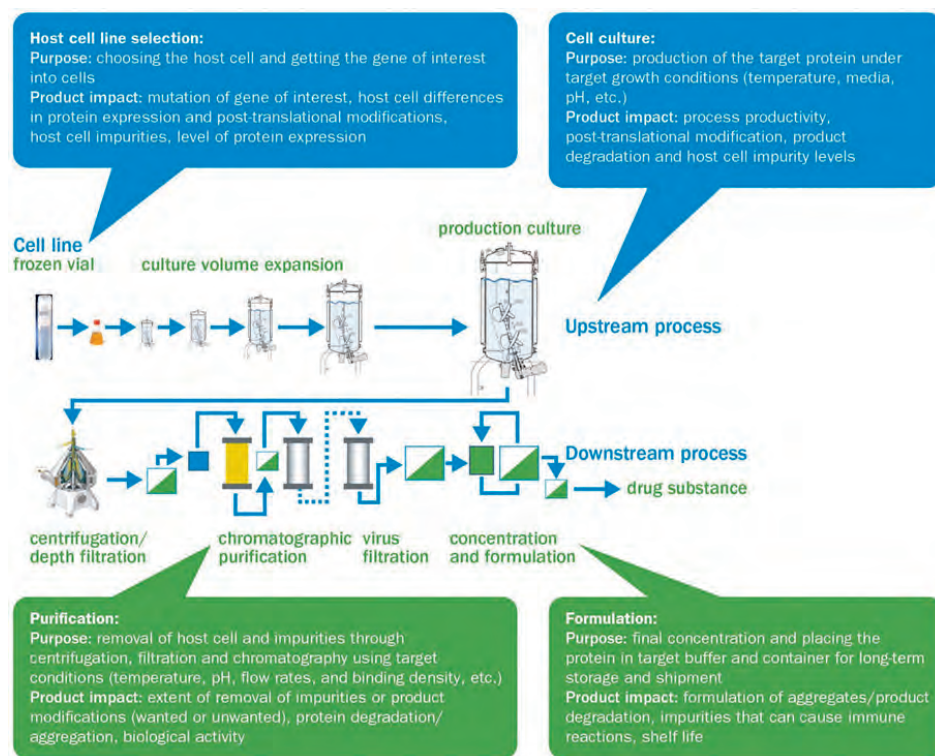 Host cell line selection:
Purpose: choosing the host cell and getting the gene of interest
into cells
Product impact: mutation of gene of interest, host cell differences
in protein expression and post-translational modifications,
host cell impurities, level of protein expression
Cell culture:
Purpose: production of the target protein under
target growth conditions (temperature, media,
pH, etc.)
Product impact: process productivity,
post-translational modification, product
degradation and host cell impurity levels
production culture
Cell line
frozen vial
culture volume expansion
Upstream process
Downstream process
drug substance
centrifugation/
depth filtration
chromatographic
purification
virus
filtration
concentration
and formulation
Purification:
Purpose: removal of host cell and impurities through
centrifugation, filtration and chromatography using target
conditions (temperature, pH, flow rates, and binding density, etc.)
Product impact: extent of removal of impurities or product
modifications (wanted or unwanted), protein degradation/
aggregation, biological activity
Formulation:
Purpose: final concentration and placing the
protein in target buffer and container for long-term
storage and shipment
Product impact: formulation of aggregates/product
degradation, impurities that can cause immune
reactions, shelf life